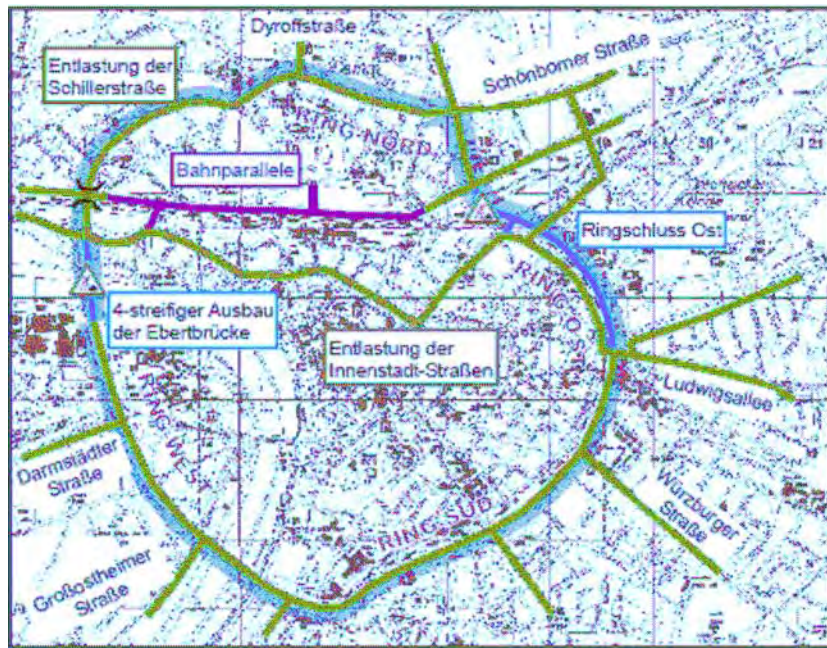 Dyroffstraße
Entlastung der
Schillerstraße
Schönborner Straße
RING NORD
Bahnparallele
Ringschluss Ost
4-streifiger Ausbau
der Ebertbrücke
RING OST
Entlastung der
Innenstadt-Straßen
Ludwigsallee
RING WEST
Darmstädter
Straße
Würzburger
Straße
RING SÜD
Großostheimer
Straße